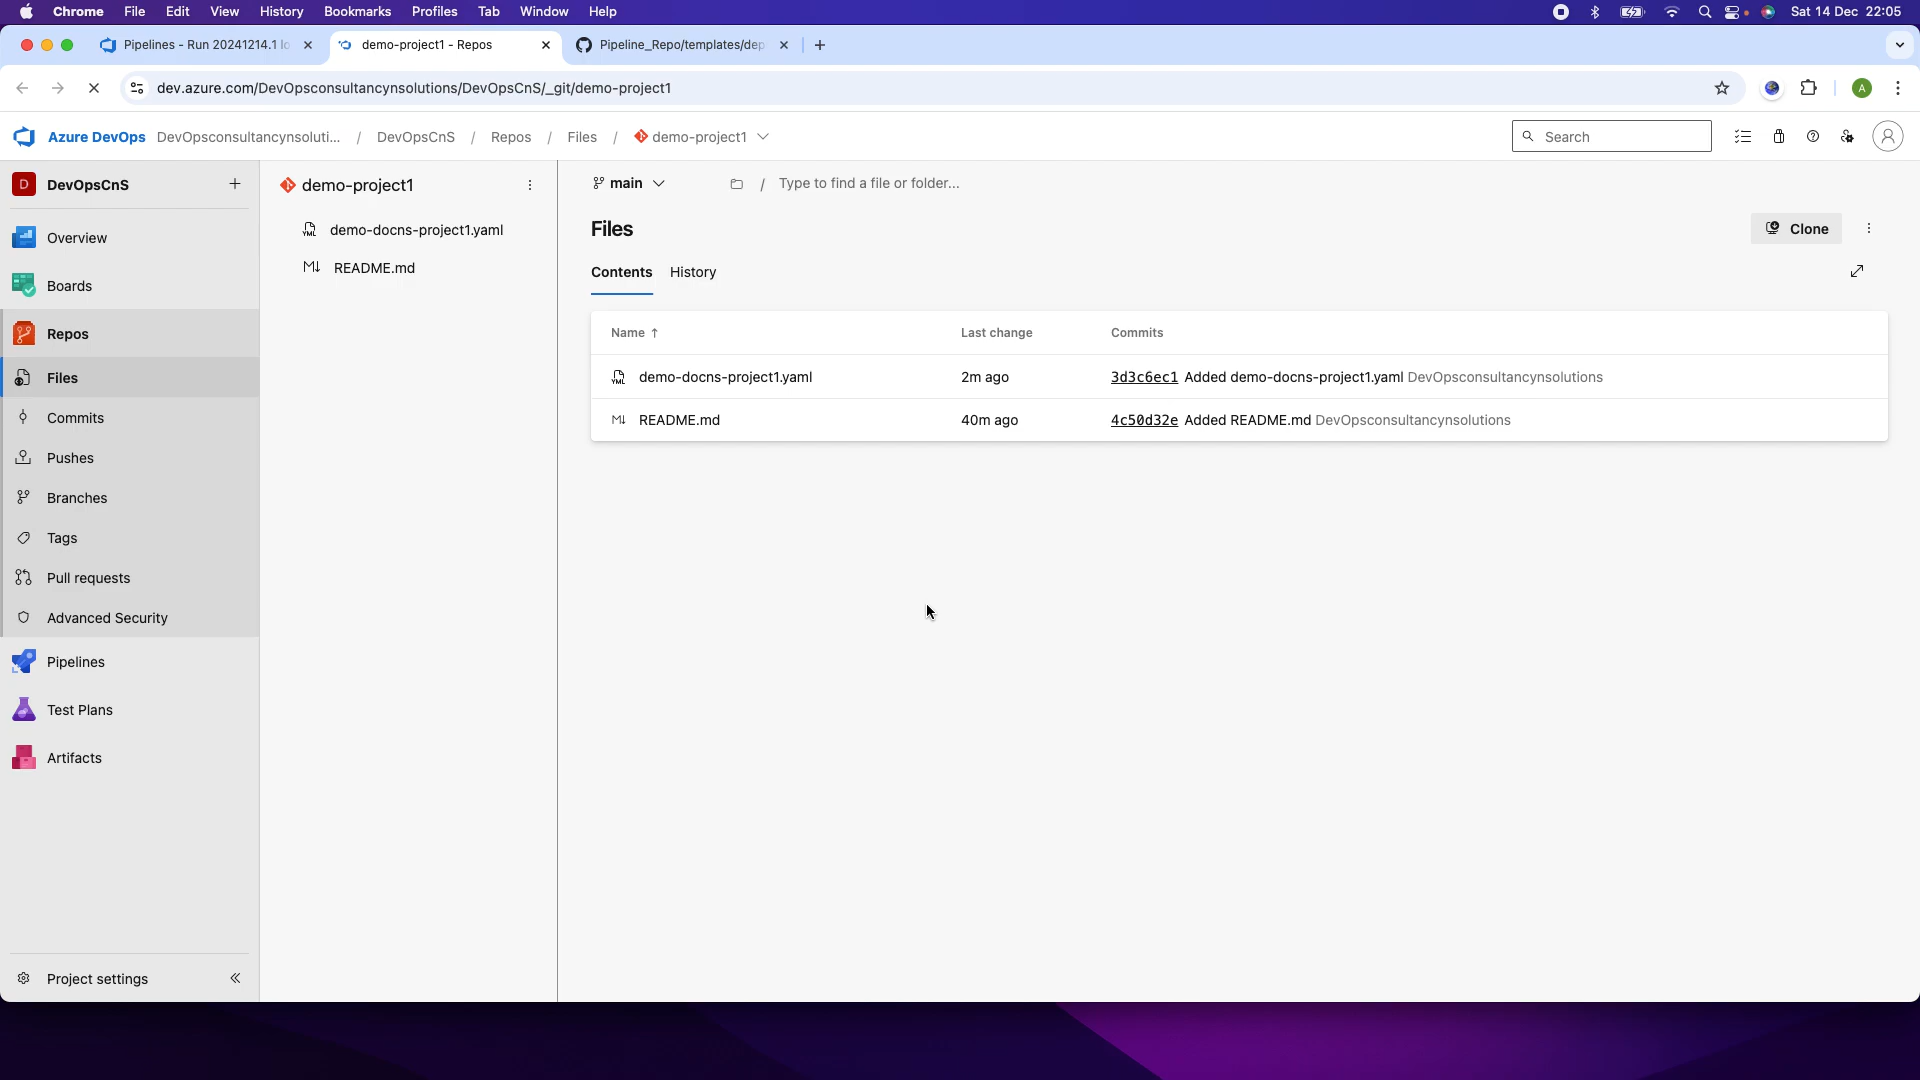 Chrome File Edit View History Bookmarks Profiles Tab Window Help Sat 14 Dec 22:05
Pipelines - Run 20241214.1 lo demo-project1 - Repos Pipeline_Repo/templates/dep
dev.azure.com/DevOpsconsultancynsolutions/DevOpsCnS/_git/demo-project1 A
Azure DevOps DevOpsconsultancynsoluti... / DevOpsCnS / Repos / Files / demo-project1 Search
D DevOpsCnS +
Overview
Boards
Repos
Files
Commits
Pushes
Branches
Tags
Pull requests
Advanced Security
Pipelines
Test Plans
Artifacts
Project settings
demo-project1
demo-docns-project1.yaml
README.md
main / Type to find a file or folder...
Files Clone
Contents History
Name ↑ Last change Commits
demo-docns-project1.yaml 2m ago 3d3c6ec1 Added demo-docns-project1.yaml DevOpsconsultancynsolutions
README.md 40m ago 4c50d32e Added README.md DevOpsconsultancynsolutions